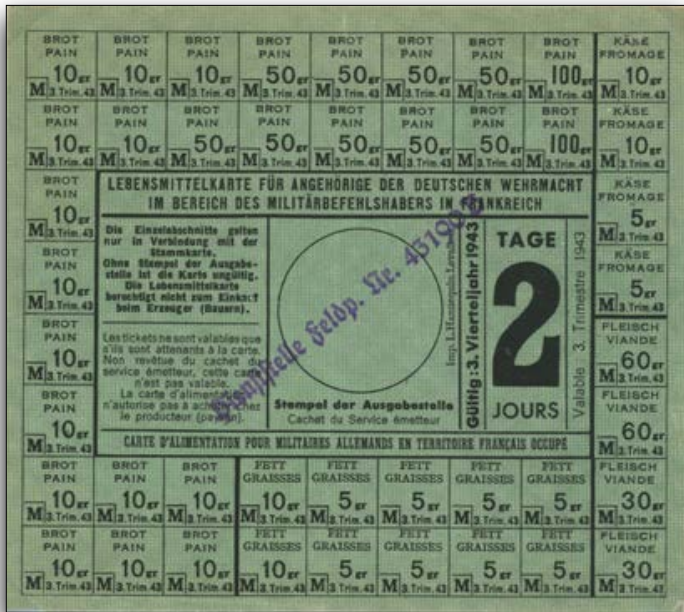 BROT BROT BROT BROT BROT BROT BROT BROT KÄSE
PAIN PAIN PAIN PAIN PAIN PAIN PAIN PAIN FROMAGE
10gr 10gr 10gr 50gr 50gr 50gr 50gr 100gr 10gr
M 3.Trim.43 M 3.Trim.43 M 3.Trim.43 M 3.Trim.43 M 3.Trim.43 M 3.Trim.43 M 3.Trim.43 M 3.Trim.43 M 3.Trim.43
BROT BROT BROT BROT BROT BROT BROT BROT KÄSE
PAIN PAIN PAIN PAIN PAIN PAIN PAIN PAIN FROMAGE
10gr 10gr 50gr 50gr 50gr 50gr 50gr 100gr 10gr
M 3.Trim.43 M 3.Trim.43 M 3.Trim.43 M 3.Trim.43 M 3.Trim.43 M 3.Trim.43 M 3.Trim.43 M 3.Trim.43 M 3.Trim.43
BROT
PAIN
10gr
M 3.Trim.43
BROT
PAIN
10gr
M 3.Trim.43
BROT
PAIN
10gr
M 3.Trim.43
BROT
PAIN
10gr
M 3.Trim.43
LEBENSMITTELKARTE FÜR ANGEHÖRIGE DER DEUTSCHEN WEHRMACHT
IM BEREICH DES MILITÄRBEFEHLSHABERS IN FRANKREICH
Die Einzelabschnitte gelten
nur in Verbindung mit der
Stammkarte.
Ohne Stempel der Ausgabe-
stelle ist die Karte ungültig.
Die Lebensmittelkarte
berechtigt nicht zum Einkauf
beim Erzeuger (Bauern).
Les tickets ne sont valables que
s'ils sont attenants à la carte.
Non revêtue du cachet du
service émetteur, cette carte
n'est pas valable.
La carte d'alimentation
n'autorise pas à acheter chez
le producteur (paysan).
Feldp. Nr.
Stempel der Ausgabestelle
Cachet du Service émetteur
Imp. L.
Gültig: 3. Vierteljahr 1943
TAGE
2
JOURS
Valable : 3. Trimestre 1943
CARTE D'ALIMENTATION POUR MILITAIRES ALLEMANDS EN TERRITOIRE FRANÇAIS OCCUPÉ
KÄSE
FROMAGE
5gr
M 3.Trim.43
KÄSE
FROMAGE
5gr
M 3.Trim.43
FLEISCH
VIANDE
60gr
M 3.Trim.43
FLEISCH
VIANDE
60gr
M 3.Trim.43
BROT BROT BROT FETT FETT FETT FETT FETT FLEISCH
PAIN PAIN PAIN GRAISSES GRAISSES GRAISSES GRAISSES GRAISSES VIANDE
10gr 10gr 10gr 10gr 5gr 5gr 5gr 5gr 30gr
M 3.Trim.43 M 3.Trim.43 M 3.Trim.43 M 3.Trim.43 M 3.Trim.43 M 3.Trim.43 M 3.Trim.43 M 3.Trim.43 M 3.Trim.43
BROT BROT BROT FETT FETT FETT FETT FETT FLEISCH
PAIN PAIN PAIN GRAISSES GRAISSES GRAISSES GRAISSES GRAISSES VIANDE
10gr 10gr 10gr 10gr 5gr 5gr 5gr 5gr 30gr
M 3.Trim.43 M 3.Trim.43 M 3.Trim.43 M 3.Trim.43 M 3.Trim.43 M 3.Trim.43 M 3.Trim.43 M 3.Trim.43 M 3.Trim.43